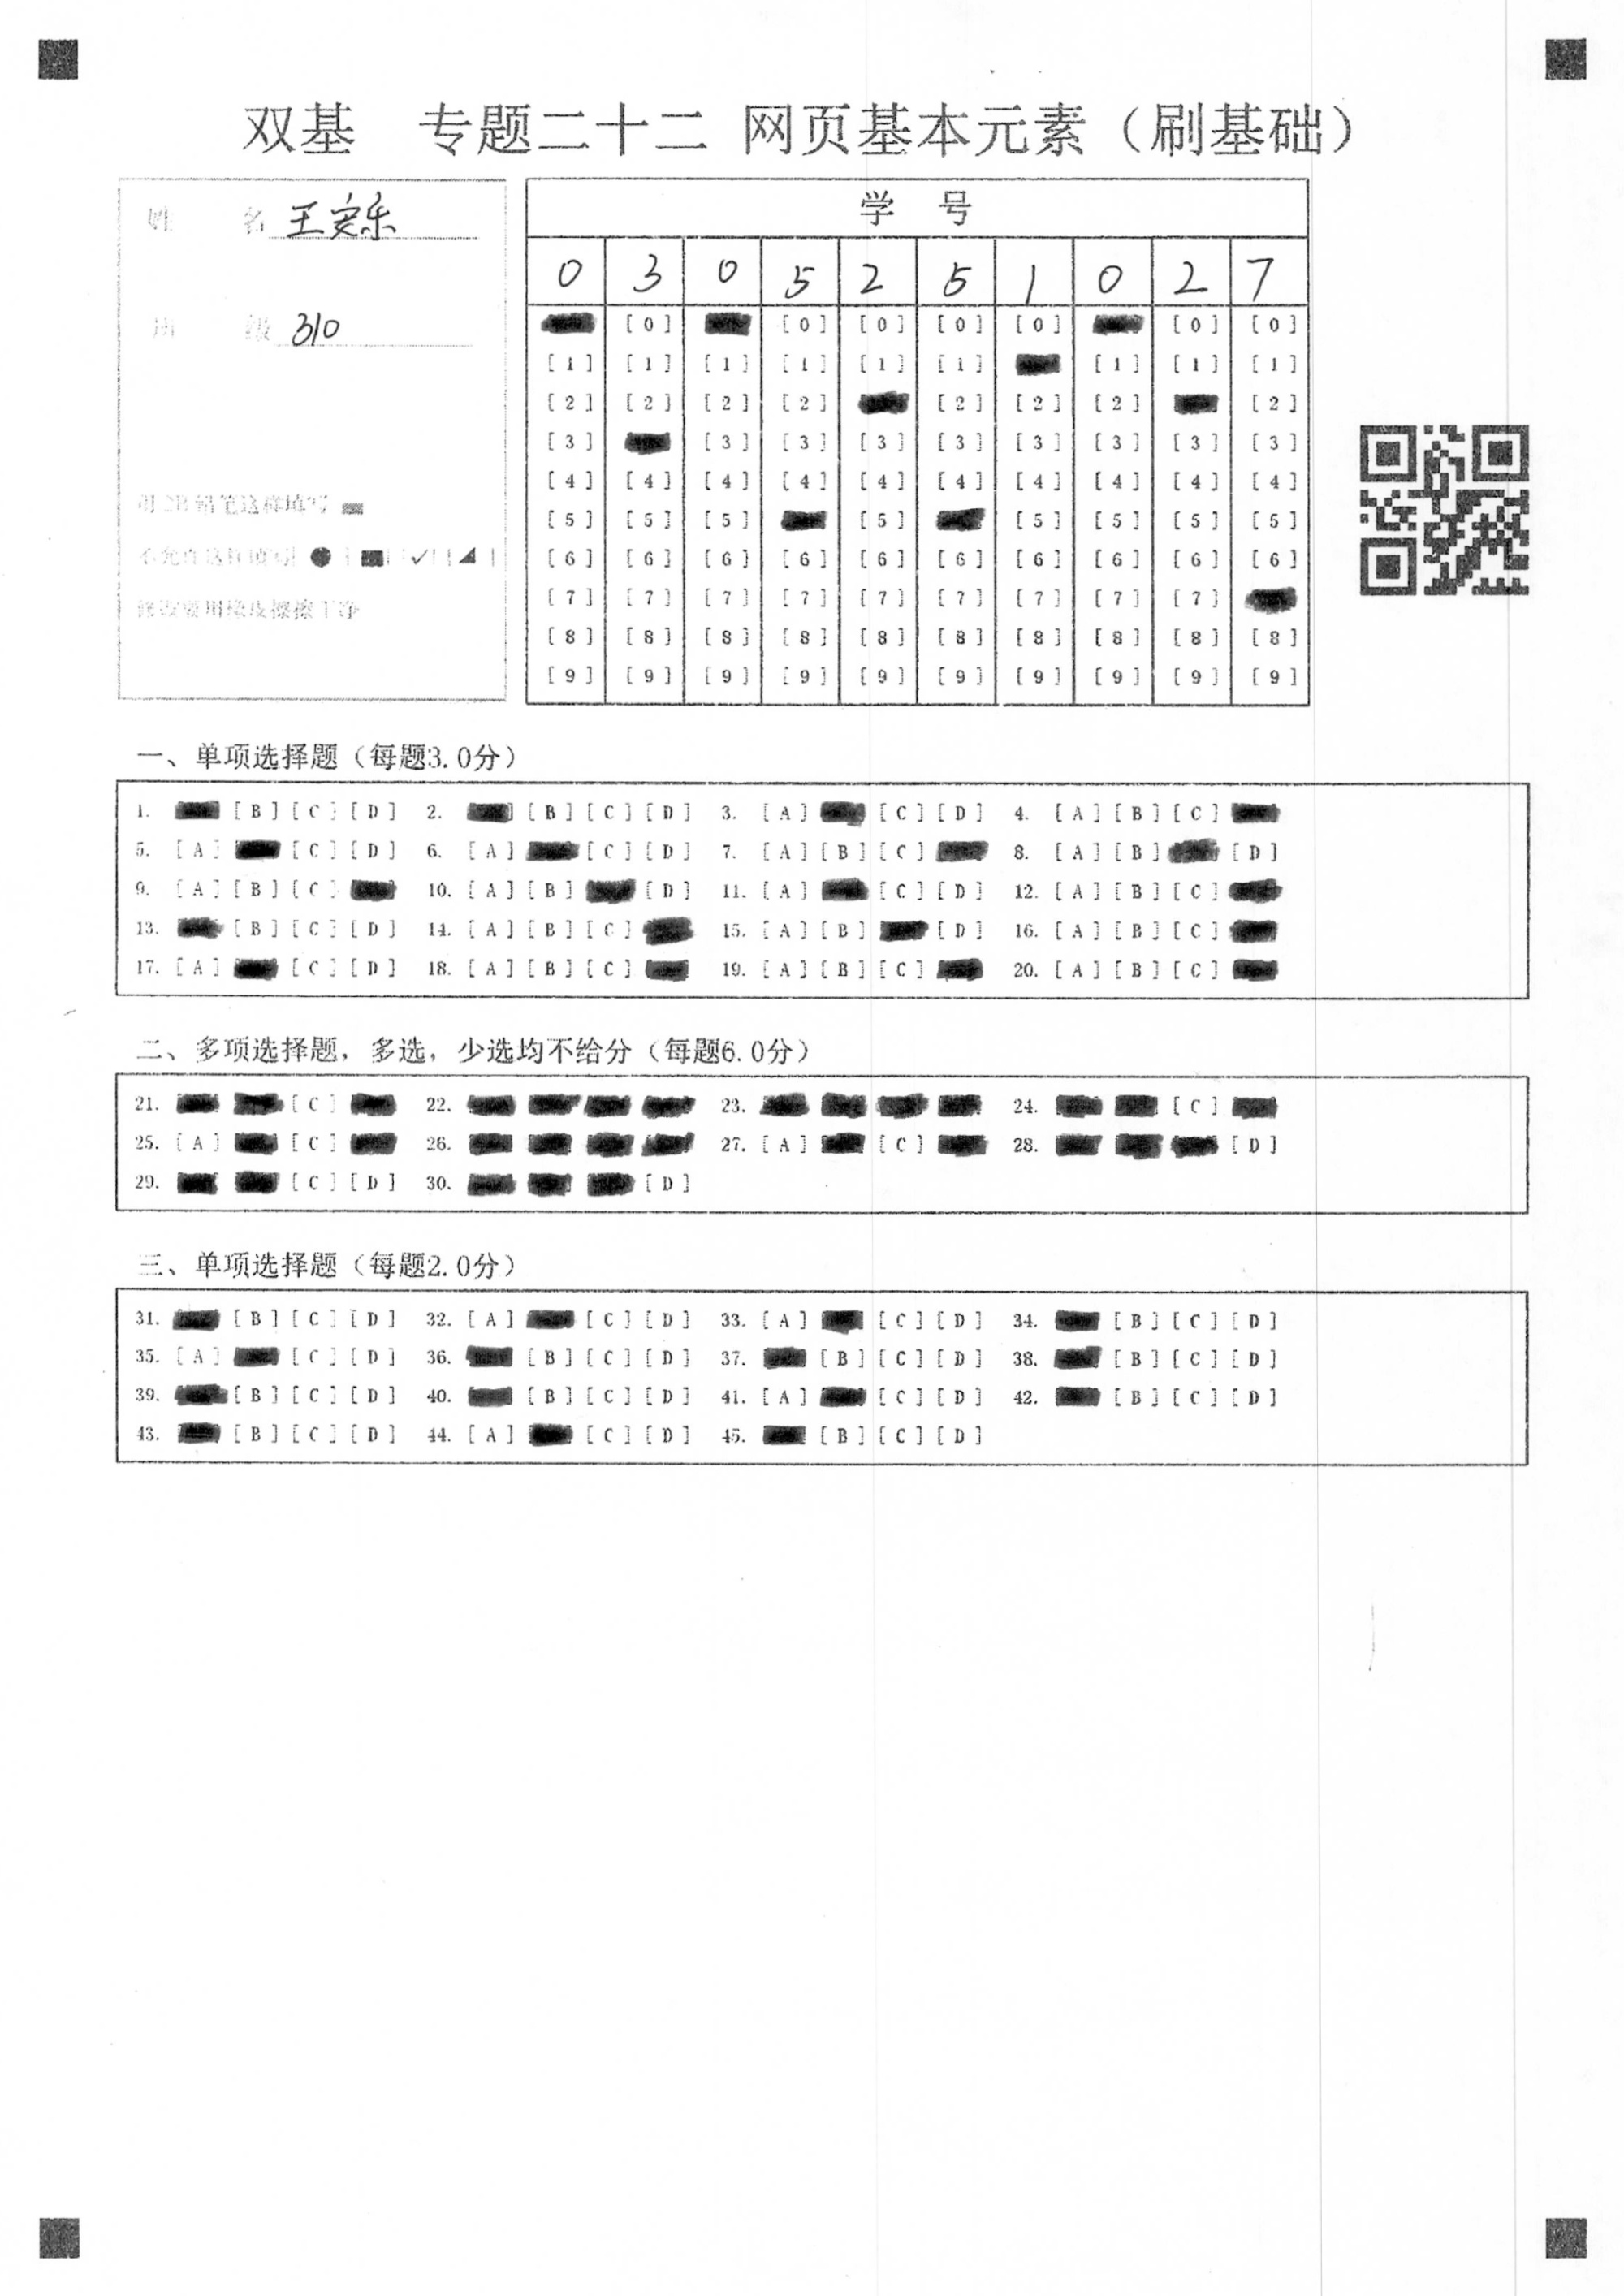 双基 专题二十二 网页基本元素（刷基础）
姓 名 王安乐
班 级 310
用2B铅笔这样填写
不允许这样填写
修改需用橡皮擦擦干净
学 号
0 3 0 5 2 5 1 0 2 7
[0] [0] [0] [0] [0] [0] [0]
[1] [1] [1] [1] [1] [1] [1] [1] [1]
[2] [2] [2] [2] [2] [2] [2] [2]
[3] [3] [3] [3] [3] [3] [3] [3] [3]
[4] [4] [4] [4] [4] [4] [4] [4] [4] [4]
[5] [5] [5] [5] [5] [5] [5] [5]
[6] [6] [6] [6] [6] [6] [6] [6] [6] [6]
[7] [7] [7] [7] [7] [7] [7] [7] [7]
[8] [8] [8] [8] [8] [8] [8] [8] [8] [8]
[9] [9] [9] [9] [9] [9] [9] [9] [9] [9]
一、单项选择题（每题3.0分）
1. [B] [C] [D] 2. [B] [C] [D] 3. [A] [C] [D] 4. [A] [B] [C]
5. [A] [C] [D] 6. [A] [C] [D] 7. [A] [B] [C] 8. [A] [B] [D]
9. [A] [B] [C] 10. [A] [B] [D] 11. [A] [C] [D] 12. [A] [B] [C]
13. [B] [C] [D] 14. [A] [B] [C] 15. [A] [B] [D] 16. [A] [B] [C]
17. [A] [C] [D] 18. [A] [B] [C] 19. [A] [B] [C] 20. [A] [B] [C]
二、多项选择题，多选，少选均不给分（每题6.0分）
21. [C] 22. 23. 24. [C]
25. [A] [C] 26. 27. [A] [C] 28. [D]
29. [C] [D] 30. [D]
三、单项选择题（每题2.0分）
31. [B] [C] [D] 32. [A] [C] [D] 33. [A] [C] [D] 34. [B] [C] [D]
35. [A] [C] [D] 36. [B] [C] [D] 37. [B] [C] [D] 38. [B] [C] [D]
39. [B] [C] [D] 40. [B] [C] [D] 41. [A] [C] [D] 42. [B] [C] [D]
43. [B] [C] [D] 44. [A] [C] [D] 45. [B] [C] [D]